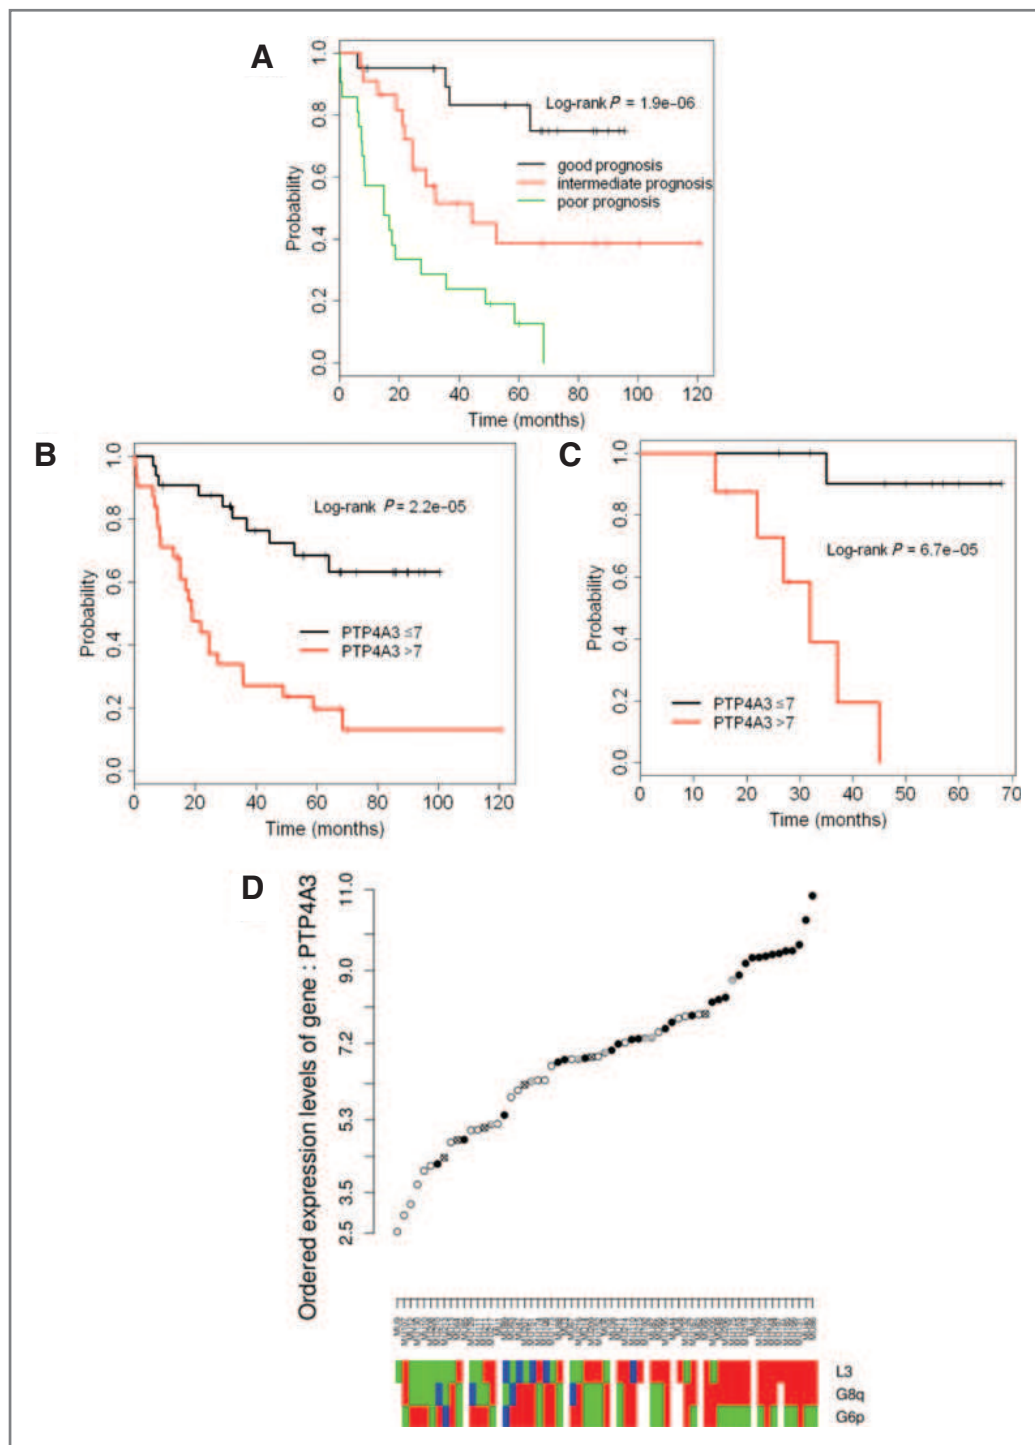 A
1.0
0.8
0.6
0.4
0.2
0.0
Probability
Log-rank P = 1.9e-06
good prognosis
intermediate prognosis
poor prognosis
0 20 40 60 80 100 120
Time (months)
B
1.0
0.8
0.6
0.4
0.2
0.0
Probability
Log-rank P = 2.2e-05
PTP4A3 ≤7
PTP4A3 >7
0 20 40 60 80 100 120
Time (months)
C
1.0
0.8
0.6
0.4
0.2
0.0
Probability
Log-rank P = 6.7e-05
PTP4A3 ≤7
PTP4A3 >7
0 10 20 30 40 50 60 70
Time (months)
D
Ordered expression levels of gene : PTP4A3
11.0
9.0
7.2
5.3
3.5
2.5
L3
G8q
G6p